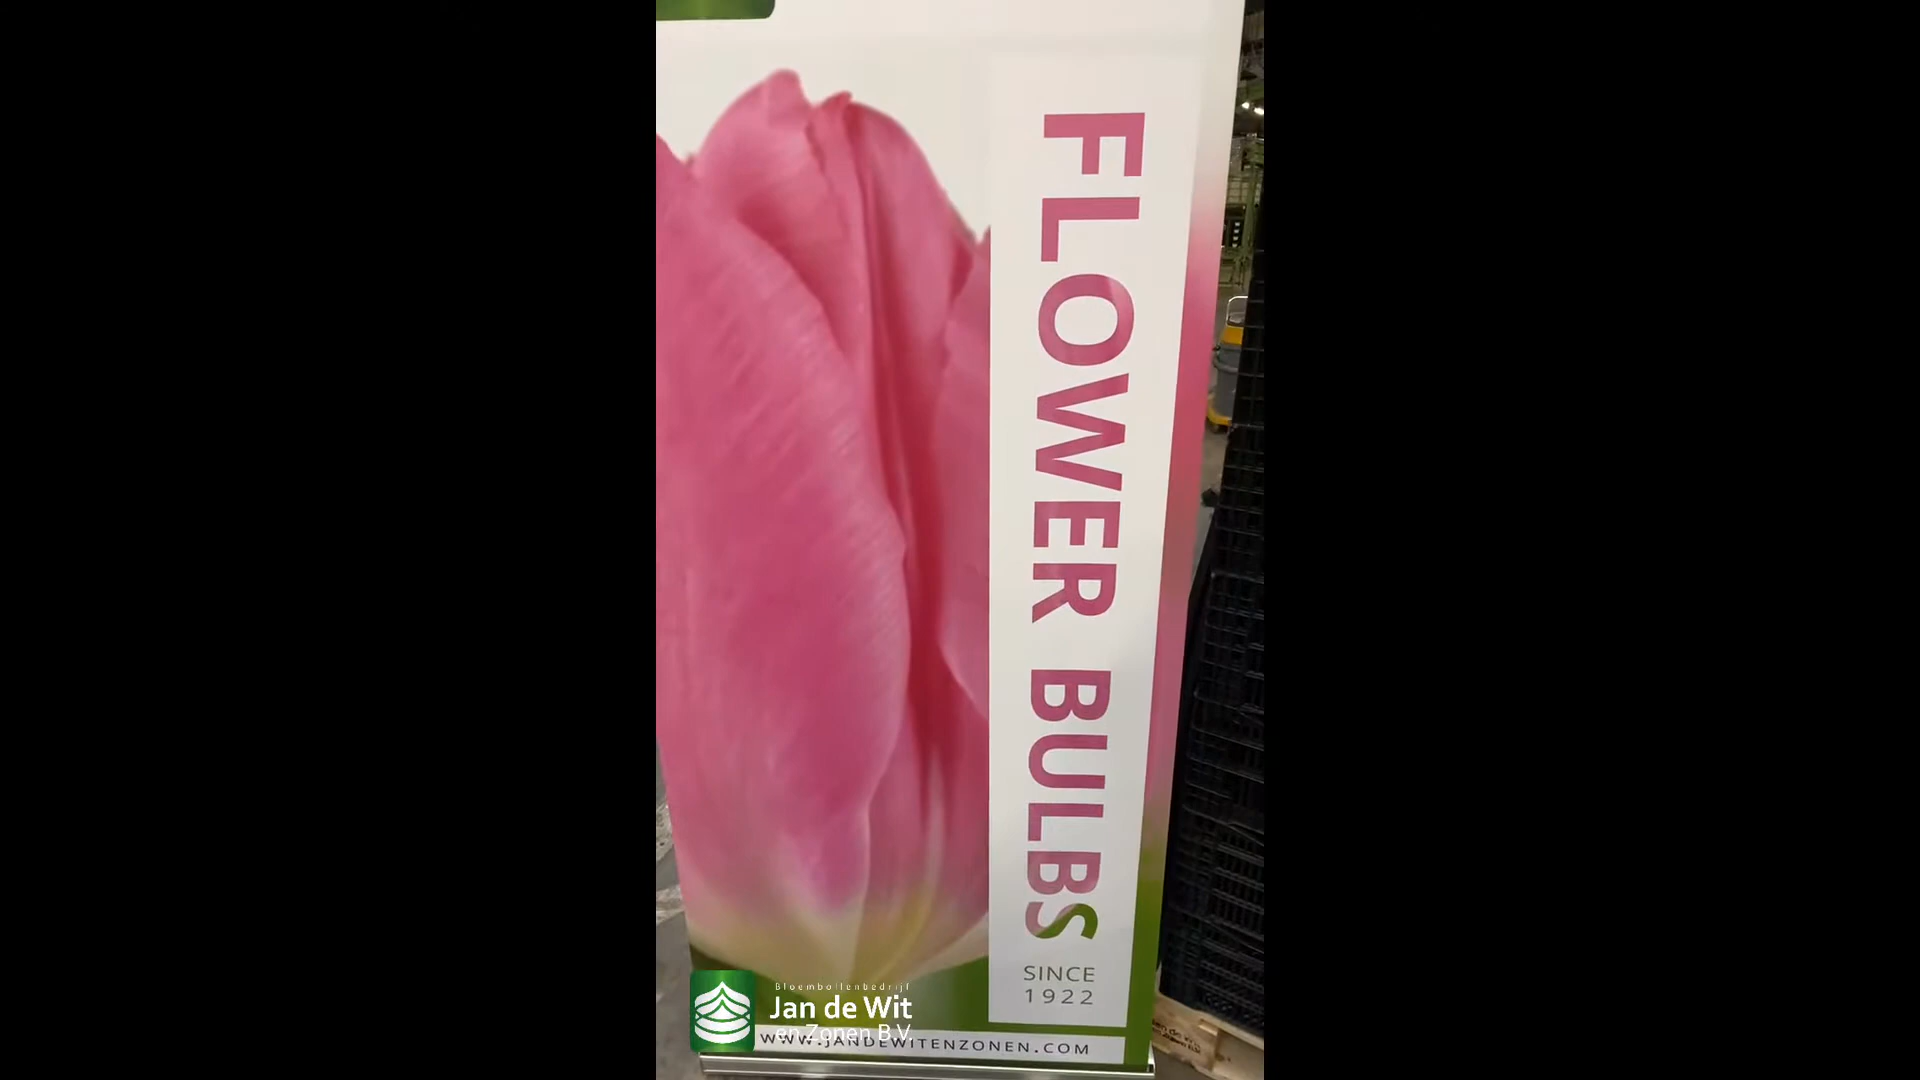 FLOWER BULBS
SINCE
1922
Bloembollenbedrijf
Jan de Wit
en Zonen B.V.
WWW.JANDEWITENZONEN.COM